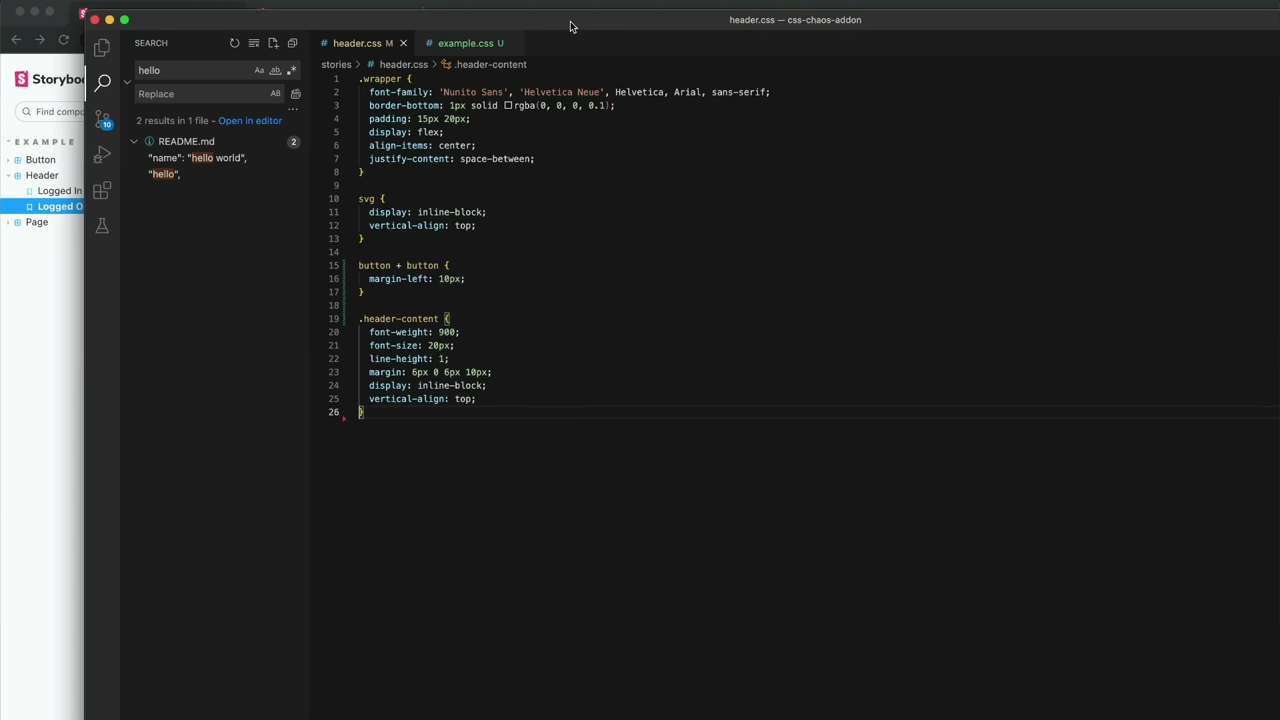 header.css — css-chaos-addon
SEARCH
header.css M
example.css U
hello
Aa ab .*
Replace
AB
2 results in 1 file - Open in editor
README.md 2
"name": "hello world",
"hello",
10
Storyboo
Find compo
EXAMPLE
Button
Header
Logged In
Logged O
Page
stories > # header.css > .header-content
1 .wrapper {
2 font-family: 'Nunito Sans', 'Helvetica Neue', Helvetica, Arial, sans-serif;
3 border-bottom: 1px solid rgba(0, 0, 0, 0.1);
4 padding: 15px 20px;
5 display: flex;
6 align-items: center;
7 justify-content: space-between;
8 }
9
10 svg {
11 display: inline-block;
12 vertical-align: top;
13 }
14
15 button + button {
16 margin-left: 10px;
17 }
18
19 .header-content {
20 font-weight: 900;
21 font-size: 20px;
22 line-height: 1;
23 margin: 6px 0 6px 10px;
24 display: inline-block;
25 vertical-align: top;
26 }